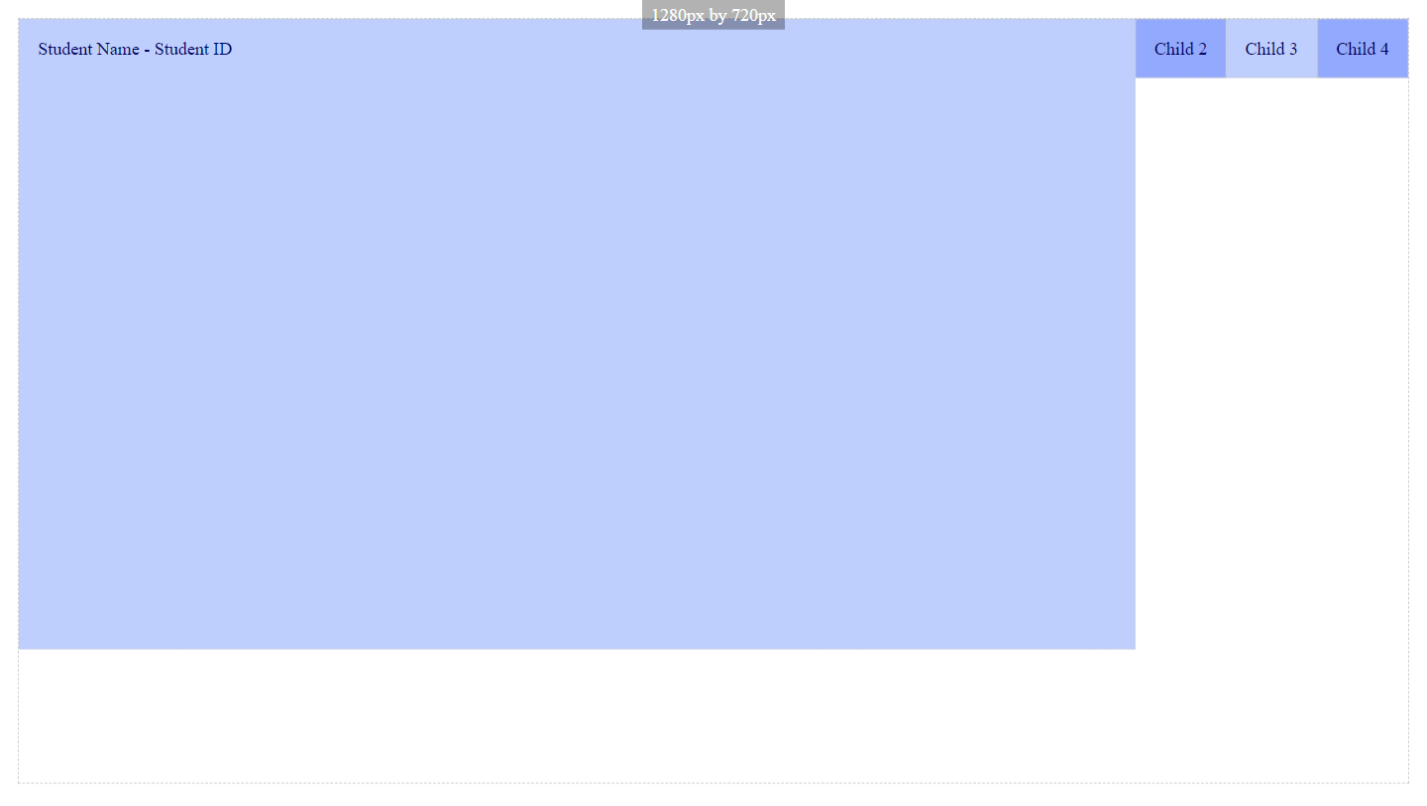 1280px by 720px
Student Name - Student ID
Child 2
Child 3
Child 4